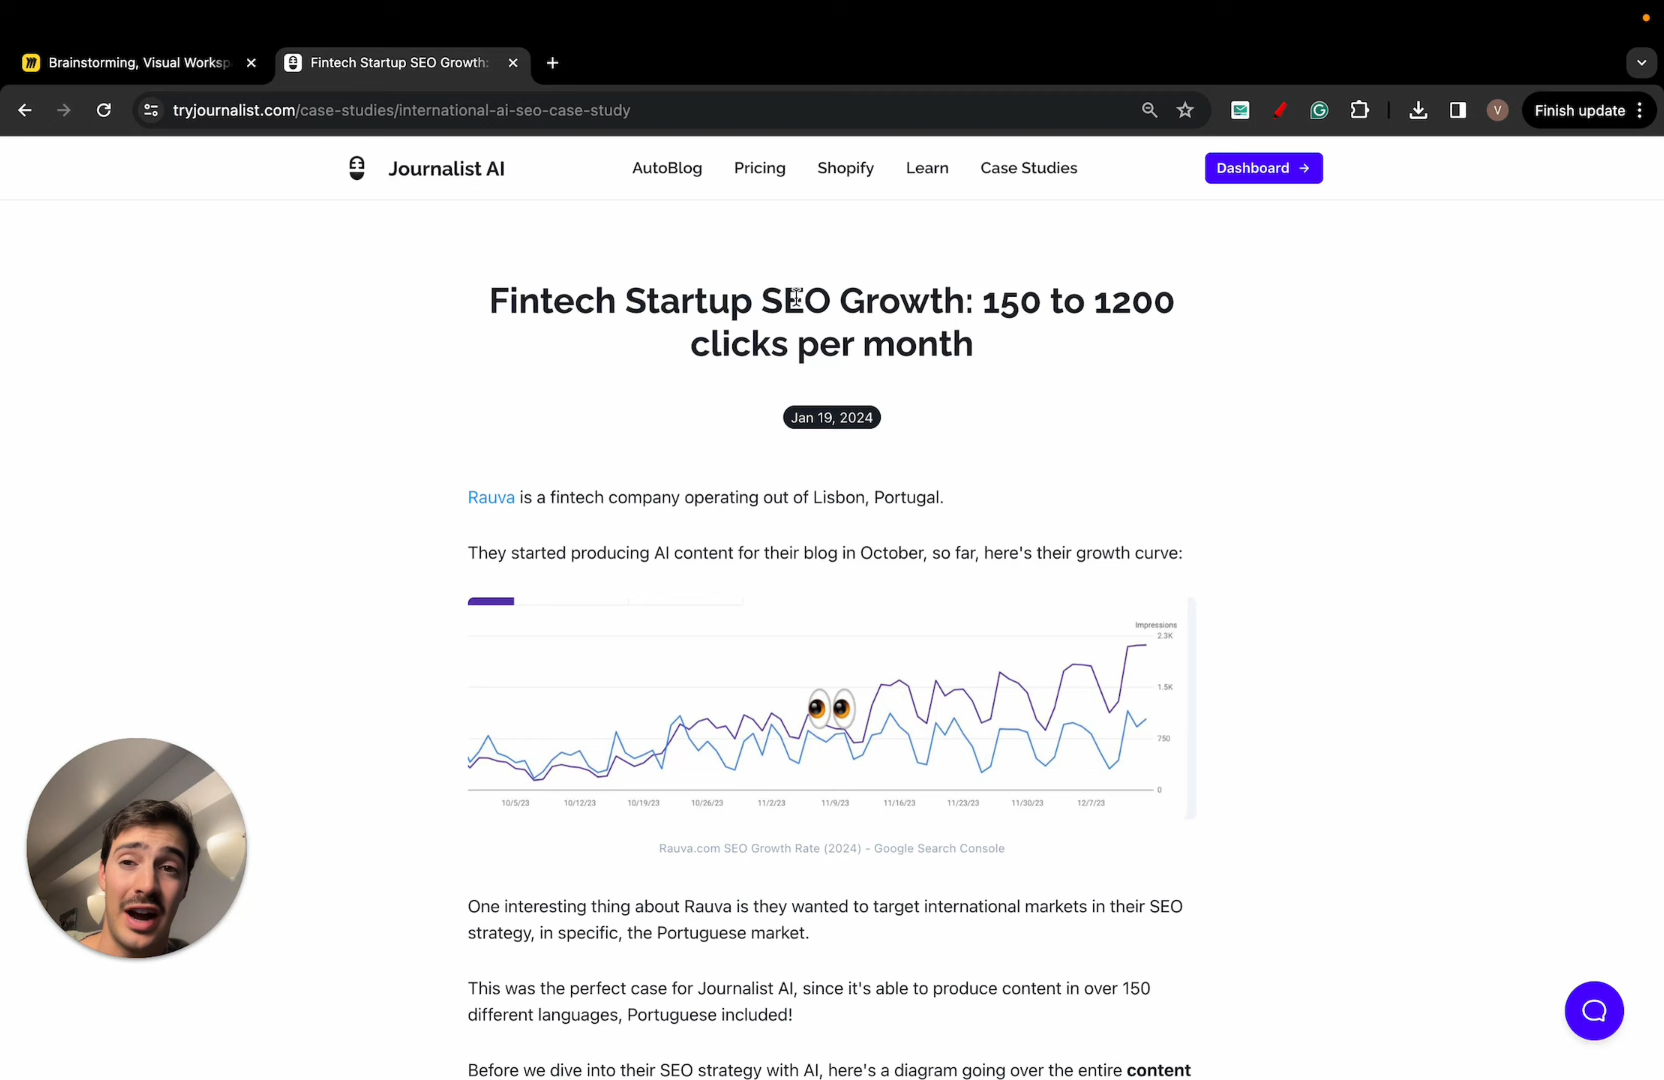 Brainstorming, Visual Worksp
Fintech Startup SEO Growth:
tryjournalist.com/case-studies/international-ai-seo-case-study
V
Finish update
Journalist AI
AutoBlog
Pricing
Shopify
Learn
Case Studies
Dashboard →
Fintech Startup SEO Growth: 150 to 1200
clicks per month
Jan 19, 2024
Rauva is a fintech company operating out of Lisbon, Portugal.
They started producing AI content for their blog in October, so far, here's their growth curve:
Impressions
2.3K
1.5K
750
0
10/5/23 10/12/23 10/19/23 10/26/23 11/2/23 11/9/23 11/16/23 11/23/23 11/30/23 12/7/23
Rauva.com SEO Growth Rate (2024) - Google Search Console
One interesting thing about Rauva is they wanted to target international markets in their SEO
strategy, in specific, the Portuguese market.
This was the perfect case for Journalist AI, since it's able to produce content in over 150
different languages, Portuguese included!
Before we dive into their SEO strategy with AI, here's a diagram going over the entire content